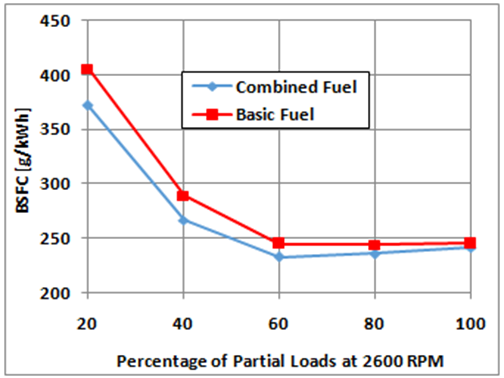 450
400
350
300
250
200
BSFC [g/kWh]
Combined Fuel
Basic Fuel
20 40 60 80 100
Percentage of Partial Loads at 2600 RPM